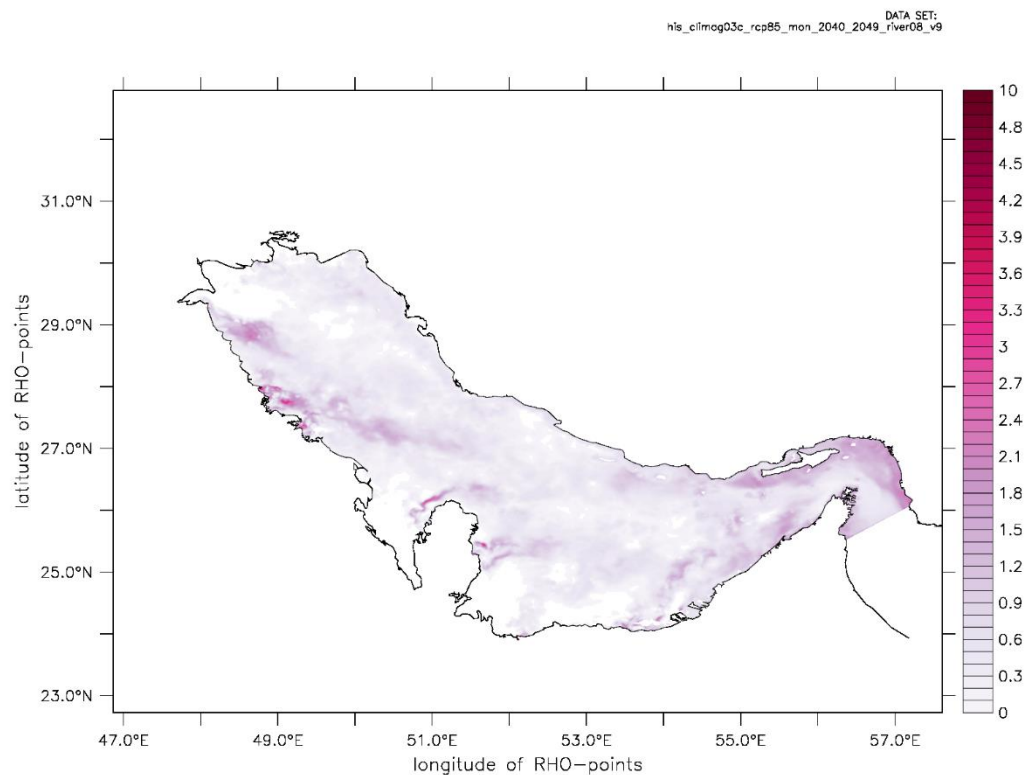 DATA SET:
his_climag03c_rcp85_mon_2040_2049_river08_v9
10
4.8
4.5
4.2
3.9
3.6
3.3
3
2.7
2.4
2.1
1.8
1.5
1.2
0.9
0.6
0.3
0
31.0°N
29.0°N
27.0°N
25.0°N
23.0°N
latitude of RHO-points
47.0°E 49.0°E 51.0°E 53.0°E 55.0°E 57.0°E
longitude of RHO-points